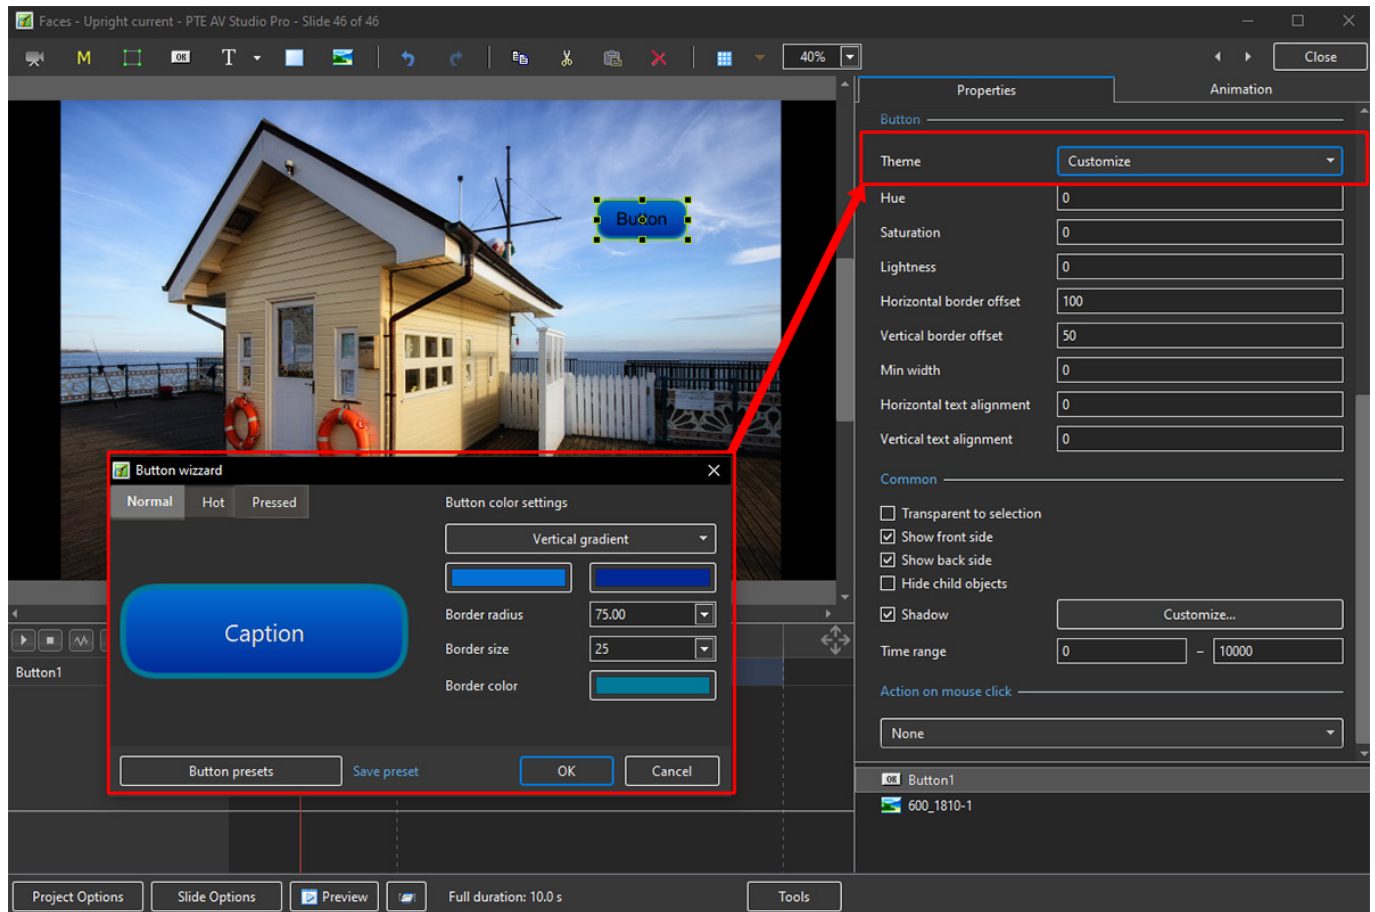 Faces - Upright current - PTE AV Studio Pro - Slide 46 of 46
M
OK
T
40%
Close
Properties
Animation
Button
Theme
Customize
Hue
0
Saturation
0
Lightness
0
Horizontal border offset
100
Vertical border offset
50
Min width
0
Horizontal text alignment
0
Vertical text alignment
0
Common
Transparent to selection
Show front side
Show back side
Hide child objects
Shadow
Customize...
Time range
0
–
10000
Action on mouse click
None
OK
Button1
600_1810-1
Button
Button wizzard
Normal
Hot
Pressed
Button color settings
Vertical gradient
Caption
Border radius
75.00
Border size
25
Border color
Button presets
Save preset
OK
Cancel
Button1
Project Options
Slide Options
Preview
Full duration: 10.0 s
Tools